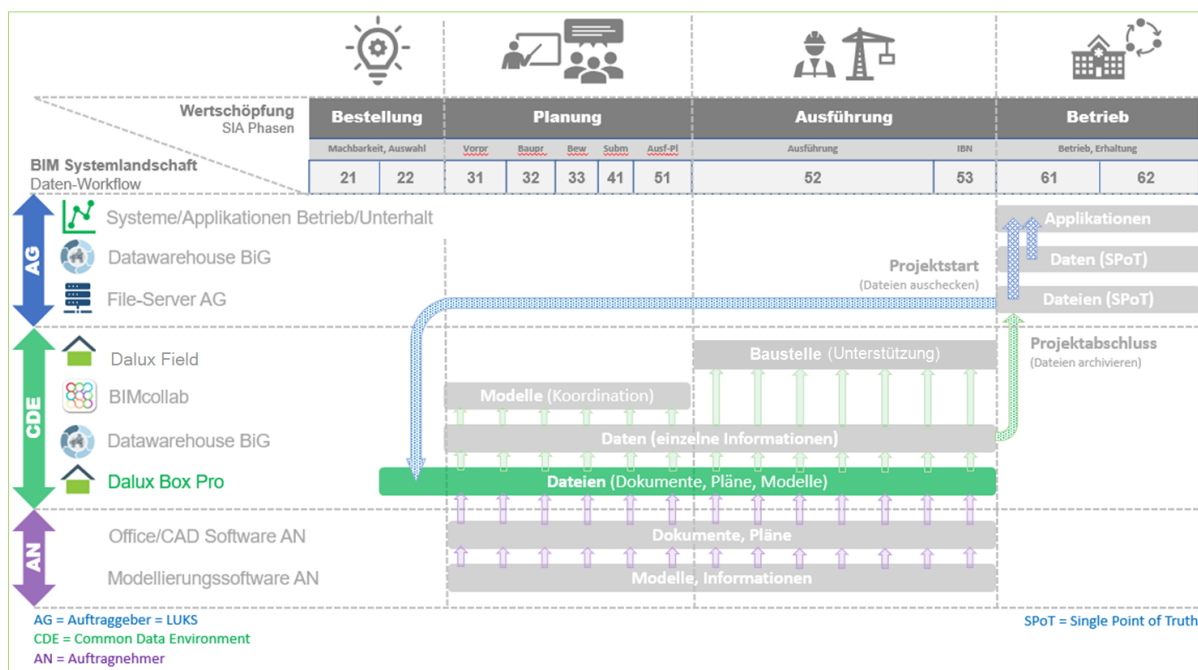 Wertschöpfung
SIA Phasen
Bestellung Planung Ausführung Betrieb
Machbarkeit, Auswahl Vorpr Baupr Bew Subm Ausf-Pl Ausführung IBN Betrieb, Erhaltung
BIM Systemlandschaft
Daten-Workflow
21 22 31 32 33 41 51 52 53 61 62
AG
Systeme/Applikationen Betrieb/Unterhalt
Applikationen
Datawarehouse BiG
Daten (SPoT)
Projektstart
(Dateien auschecken)
File-Server AG
Dateien (SPoT)
CDE
Dalux Field
Baustelle (Unterstützung)
Projektabschluss
(Dateien archivieren)
BIMcollab
Modelle (Koordination)
Datawarehouse BiG
Daten (einzelne Informationen)
Dalux Box Pro
Dateien (Dokumente, Pläne, Modelle)
AN
Office/CAD Software AN
Dokumente, Pläne
Modellierungssoftware AN
Modelle, Informationen
AG = Auftraggeber = LUKS
SPoT = Single Point of Truth
CDE = Common Data Environment
AN = Auftragnehmer